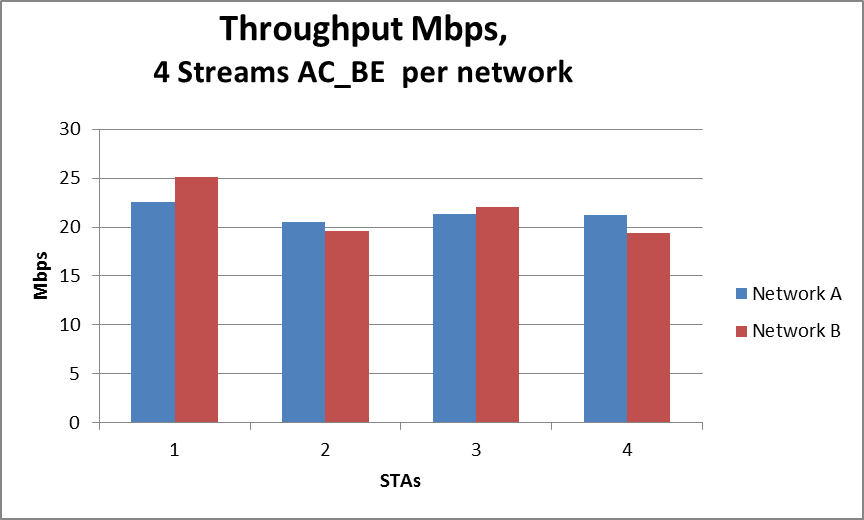 Throughput Mbps,
4 Streams AC_BE per network
30
25
20
15
10
5
0
Mbps
1 2 3 4
STAs
Network A
Network B